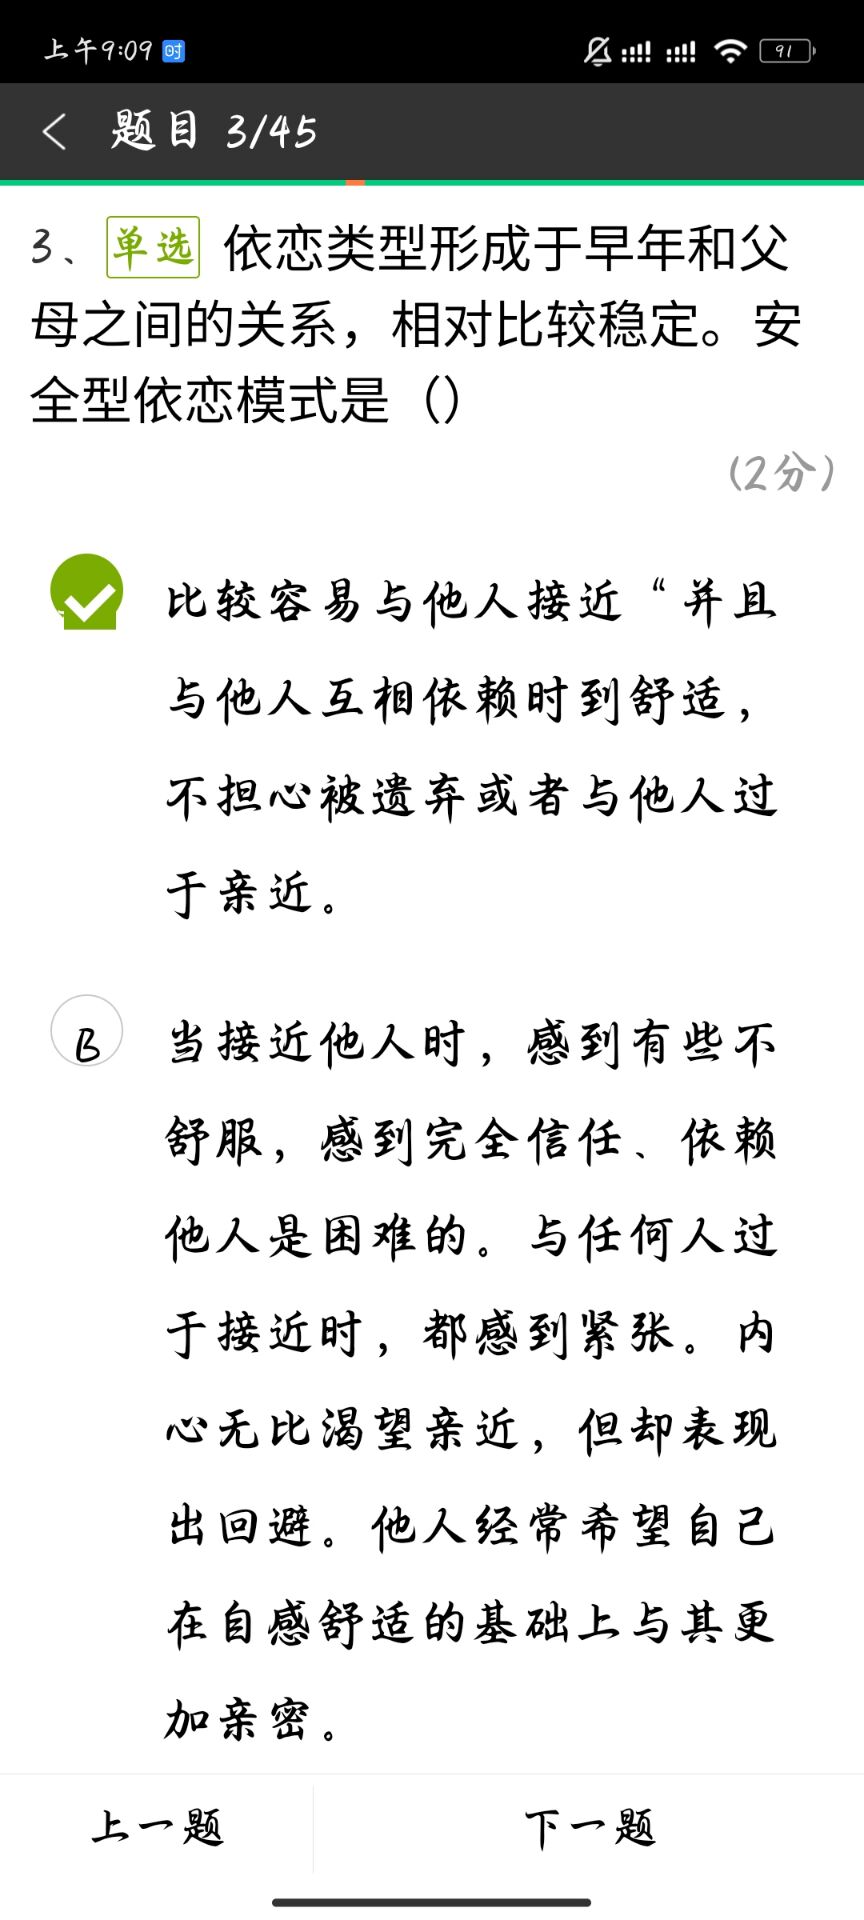 上午9:09 时 91
题目 3/45
3、 单选 依恋类型形成于早年和父
母之间的关系，相对比较稳定。安
全型依恋模式是（）
(2分)
比较容易与他人接近“并且
与他人互相依赖时到舒适，
不担心被遗弃或者与他人过
于亲近。
B 当接近他人时，感到有些不
舒服，感到完全信任、依赖
他人是困难的。与任何人过
于接近时，都感到紧张。内
心无比渴望亲近，但却表现
出回避。他人经常希望自己
在自感舒适的基础上与其更
加亲密。
上一题 下一题